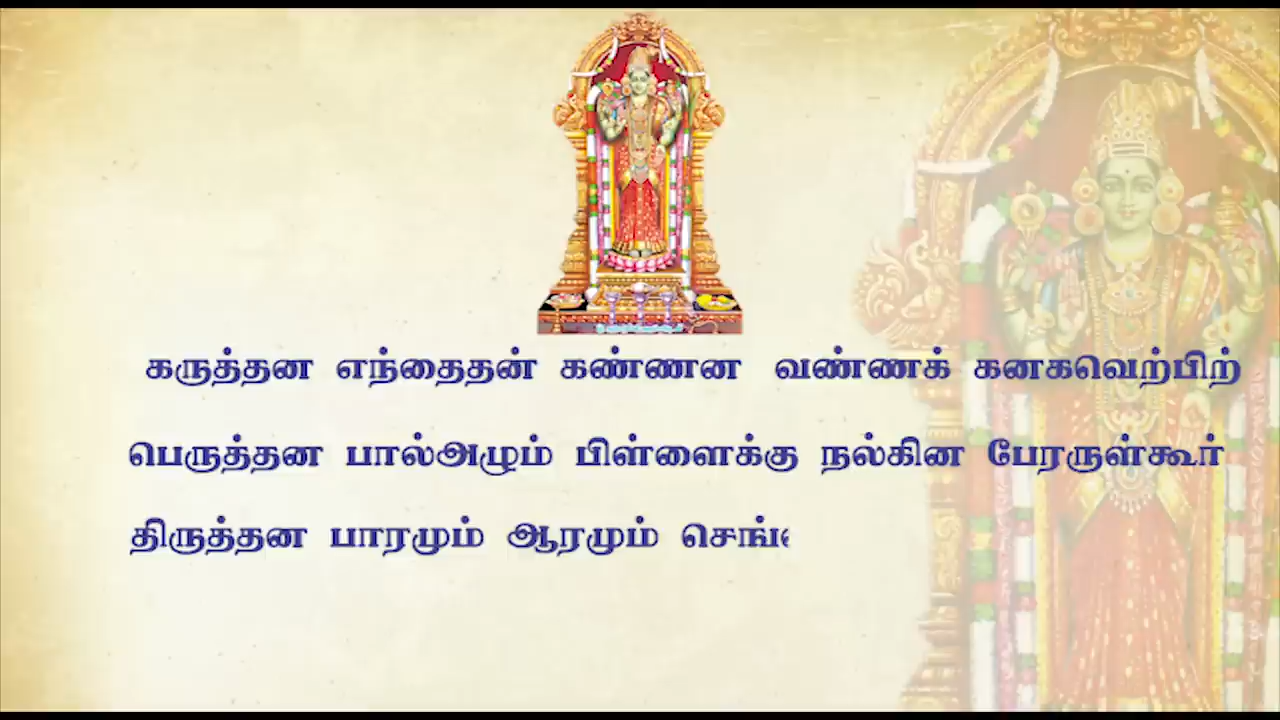 கருத்தன எந்தைதன் கண்ணன வண்ணக் கனகவெற்பிற்
பெருத்தன பால்அழும் பிள்ளைக்கு நல்கின பேரருள்கூர்
திருத்தன பாரமும் ஆரமும்